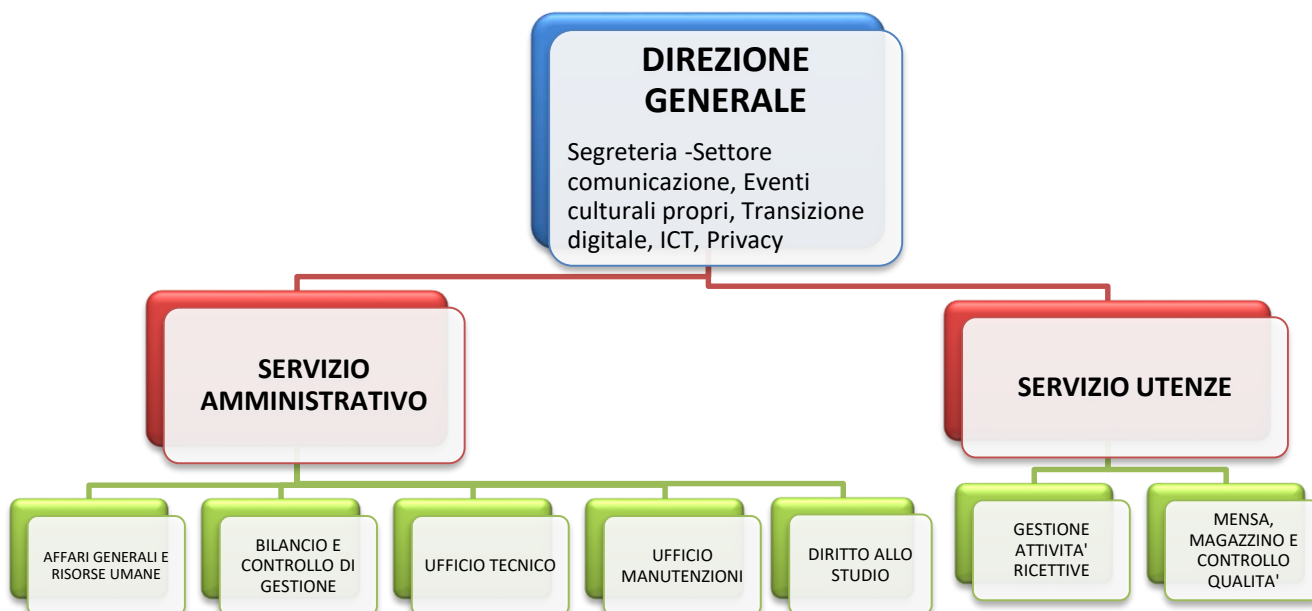 DIREZIONE
GENERALE
Segreteria -Settore
comunicazione, Eventi
culturali propri, Transizione
digitale, ICT, Privacy
SERVIZIO
AMMINISTRATIVO
SERVIZIO UTENZE
AFFARI GENERALI E
RISORSE UMANE
BILANCIO E
CONTROLLO DI
GESTIONE
UFFICIO TECNICO
UFFICIO
MANUTENZIONI
DIRITTO ALLO
STUDIO
GESTIONE
ATTIVITA' 
RICETTIVE
MENSA,
MAGAZZINO E
CONTROLLO
QUALITA'